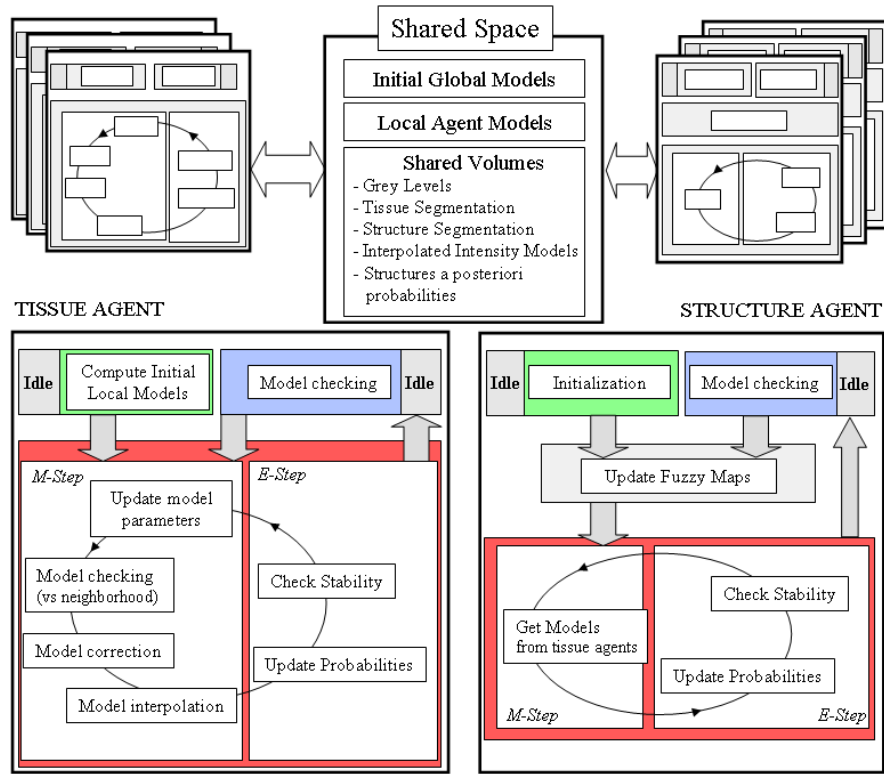 Shared Space
Initial Global Models
Local Agent Models
Shared Volumes
- Grey Levels
- Tissue Segmentation
- Structure Segmentation
- Interpolated Intensity Models
- Structures a posteriori
probabilities
TISSUE AGENT
STRUCTURE AGENT
Idle
Compute Initial
Local Models
Model checking
Idle
M-Step
E-Step
Update model
parameters
Model checking
(vs neighborhood)
Model correction
Model interpolation
Check Stability
Update Probabilities
Idle
Initialization
Model checking
Idle
Update Fuzzy Maps
Get Models
from tissue agents
Check Stability
Update Probabilities
M-Step
E-Step